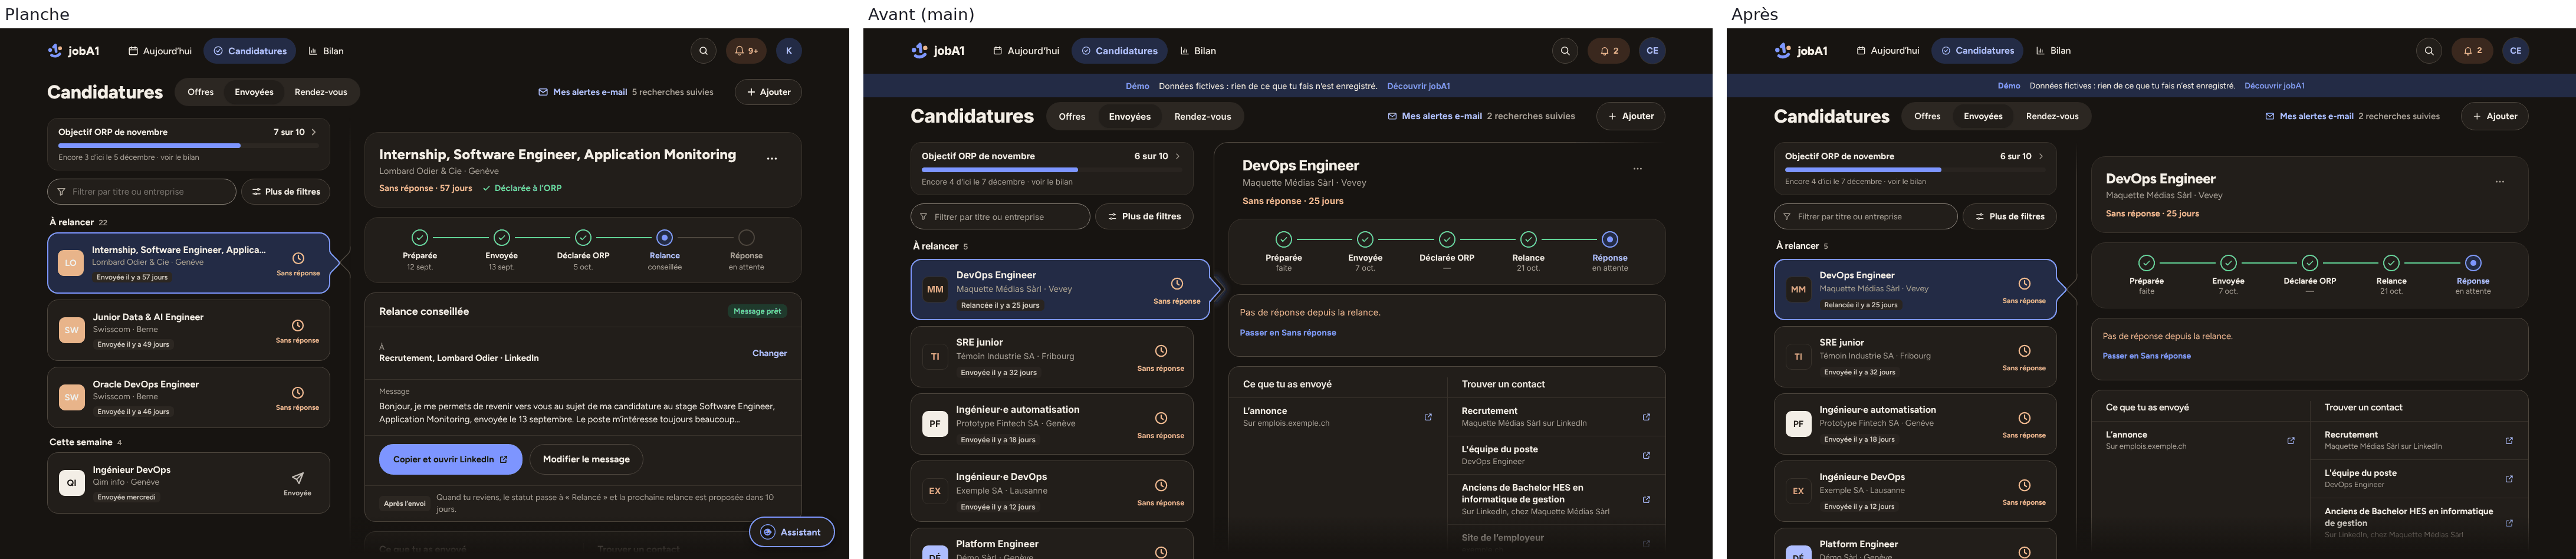 Planche
jobA1
Aujourd'hui
Candidatures
Bilan
9+
K
Candidatures
Offres
Envoyées
Rendez-vous
Mes alertes e-mail 5 recherches suivies
Ajouter
Objectif ORP de novembre
7 sur 10
Encore 3 d'ici le 5 décembre · voir le bilan
Filtrer par titre ou entreprise
Plus de filtres
À relancer 22
LO
Internship, Software Engineer, Applica...
Lombard Odier & Cie · Genève
Envoyée il y a 57 jours
Sans réponse
SW
Junior Data & AI Engineer
Swisscom · Berne
Envoyée il y a 49 jours
Sans réponse
SW
Oracle DevOps Engineer
Swisscom · Berne
Envoyée il y a 46 jours
Sans réponse
Cette semaine 4
QI
Ingénieur DevOps
Qim info · Genève
Envoyée mercredi
Envoyée
Internship, Software Engineer, Application Monitoring
Lombard Odier & Cie · Genève
Sans réponse · 57 jours
Déclarée à l'ORP
Préparée
12 sept.
Envoyée
13 sept.
Déclarée ORP
5 oct.
Relance
conseillée
Réponse
en attente
Relance conseillée
Message prêt
À
Recrutement, Lombard Odier · LinkedIn
Changer
Message
Bonjour, je me permets de revenir vers vous au sujet de ma candidature au stage Software Engineer,
Application Monitoring, envoyée le 13 septembre. Le poste m'intéresse toujours beaucoup...
Copier et ouvrir LinkedIn
Modifier le message
Après l'envoi
Quand tu reviens, le statut passe à « Relancé » et la prochaine relance est proposée dans 10
jours.
Ce que tu as envoyé
Trouver un contact
Assistant
Avant (main)
jobA1
Aujourd'hui
Candidatures
Bilan
2
CE
Démo Données fictives : rien de ce que tu fais n'est enregistré. Découvrir jobA1
Candidatures
Offres
Envoyées
Rendez-vous
Mes alertes e-mail 2 recherches suivies
Ajouter
Objectif ORP de novembre
6 sur 10
Encore 4 d'ici le 7 décembre · voir le bilan
Filtrer par titre ou entreprise
Plus de filtres
À relancer 5
MM
DevOps Engineer
Maquette Médias Sàrl · Vevey
Relancée il y a 25 jours
Sans réponse
TI
SRE junior
Témoin Industrie SA · Fribourg
Envoyée il y a 32 jours
Sans réponse
PF
Ingénieur·e automatisation
Prototype Fintech SA · Genève
Envoyée il y a 18 jours
Sans réponse
EX
Ingénieur·e DevOps
Exemple SA · Lausanne
Envoyée il y a 12 jours
Sans réponse
DÉ
Platform Engineer
Démo Sàrl · Genève
DevOps Engineer
Maquette Médias Sàrl · Vevey
Sans réponse · 25 jours
Préparée
faite
Envoyée
7 oct.
Déclarée ORP
—
Relance
21 oct.
Réponse
en attente
Pas de réponse depuis la relance.
Passer en Sans réponse
Ce que tu as envoyé
L'annonce
Sur emplois.exemple.ch
Trouver un contact
Recrutement
Maquette Médias Sàrl sur LinkedIn
L'équipe du poste
DevOps Engineer
Anciens de Bachelor HES en
informatique de gestion
Sur LinkedIn, chez Maquette Médias Sàrl
Site de l'employeur
Après
jobA1
Aujourd'hui
Candidatures
Bilan
2
CE
Démo Données fictives : rien de ce que tu fais n'est enregistré. Découvrir jobA1
Candidatures
Offres
Envoyées
Rendez-vous
Mes alertes e-mail 2 recherches suivies
Ajouter
Objectif ORP de novembre
6 sur 10
Encore 4 d'ici le 7 décembre · voir le bilan
Filtrer par titre ou entreprise
Plus de filtres
À relancer 5
MM
DevOps Engineer
Maquette Médias Sàrl · Vevey
Relancée il y a 25 jours
Sans réponse
TI
SRE junior
Témoin Industrie SA · Fribourg
Envoyée il y a 32 jours
Sans réponse
PF
Ingénieur·e automatisation
Prototype Fintech SA · Genève
Envoyée il y a 18 jours
Sans réponse
EX
Ingénieur·e DevOps
Exemple SA · Lausanne
Envoyée il y a 12 jours
Sans réponse
DÉ
Platform Engineer
Démo Sàrl · Genève
DevOps Engineer
Maquette Médias Sàrl · Vevey
Sans réponse · 25 jours
Préparée
faite
Envoyée
7 oct.
Déclarée ORP
—
Relance
21 oct.
Réponse
en attente
Pas de réponse depuis la relance.
Passer en Sans réponse
Ce que tu as envoyé
L'annonce
Sur emplois.exemple.ch
Trouver un contact
Recrutement
Maquette Médias Sàrl sur LinkedIn
L'équipe du poste
DevOps Engineer
Anciens de Bachelor HES en informatique
de gestion
Sur LinkedIn, chez Maquette Médias Sàrl